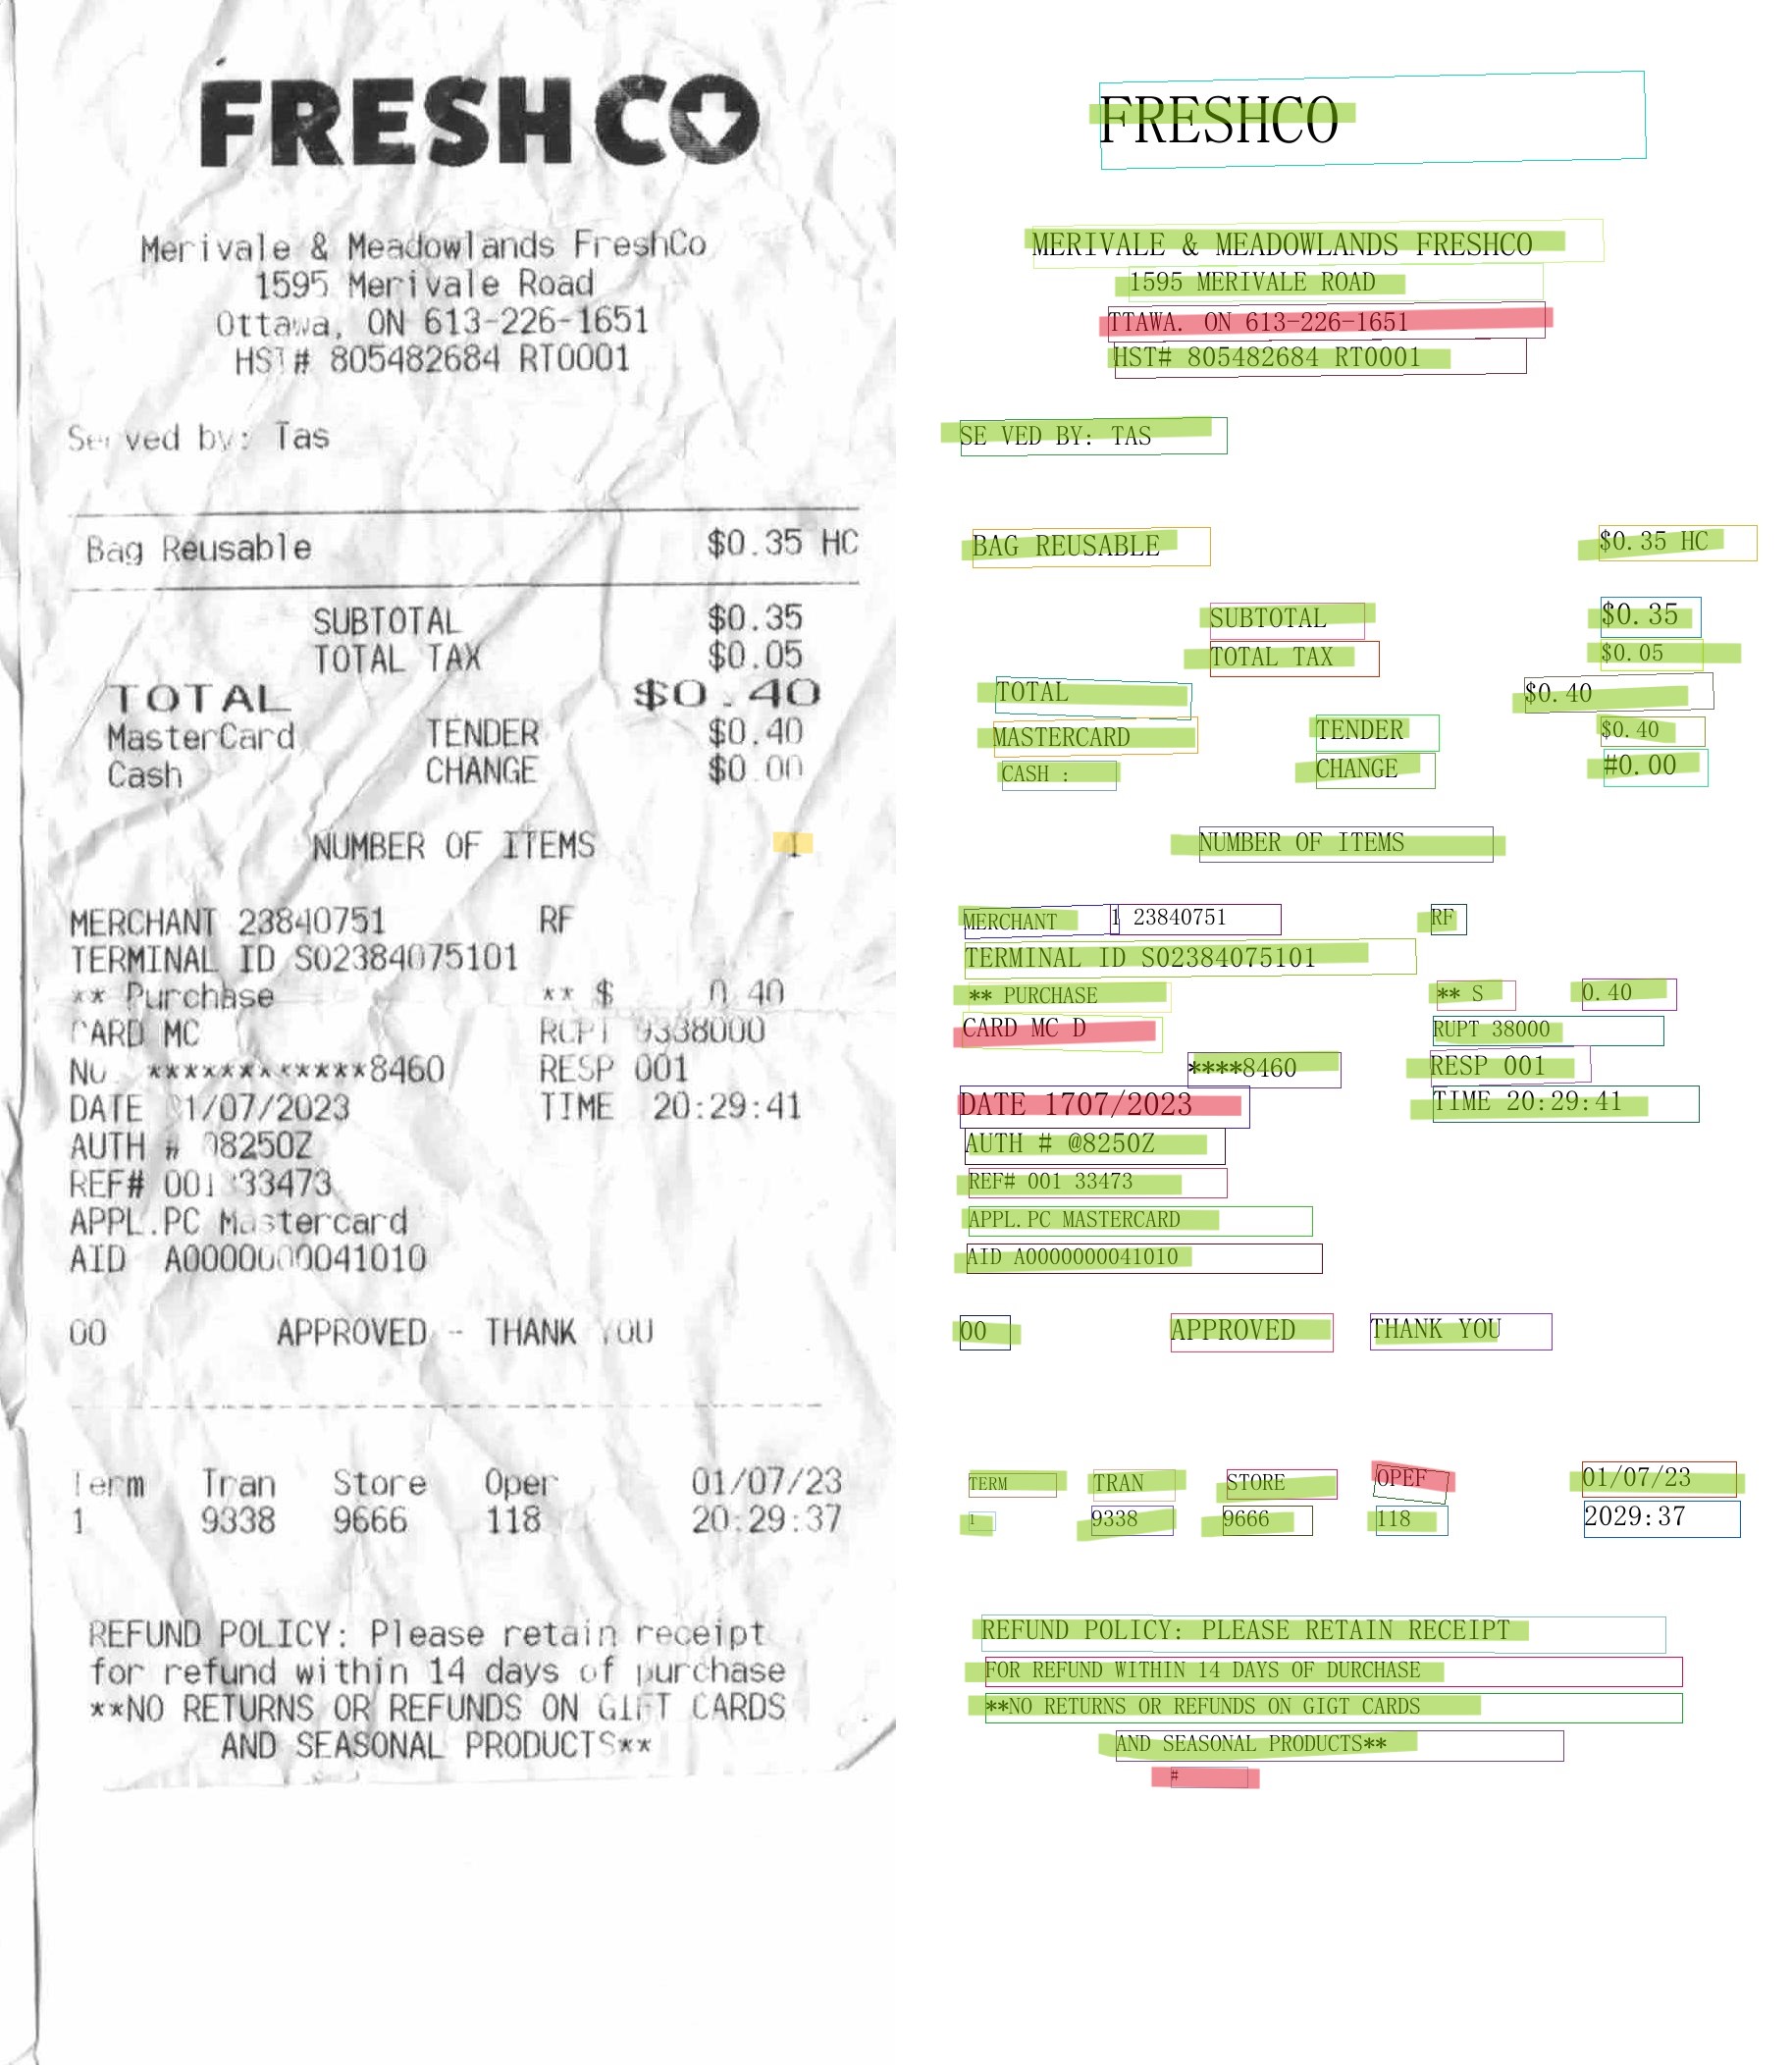 FRESHCO
Merivale & Meadowlands FreshCo
1595 Merivale Road
Ottawa, ON 613-226-1651
HST# 805482684 RT0001
Served by: Tas
Bag Reusable $0.35 HC
SUBTOTAL $0.35
TOTAL TAX $0.05
TOTAL $0.40
MasterCard TENDER $0.40
Cash CHANGE $0.00
NUMBER OF ITEMS 1
MERCHANT 23840751 RF
TERMINAL ID S02384075101
** Purchase ** $ 0.40
CARD MC RCPT 9338000
No. ************8460 RESP 001
DATE 01/07/2023 TIME 20:29:41
AUTH # 08250Z
REF# 001 33473
APPL.PC Mastercard
AID A0000000041010
00 APPROVED - THANK YOU
Term Tran Store Oper 01/07/23
1 9338 9666 118 20:29:37
REFUND POLICY: Please retain receipt
for refund within 14 days of purchase
**NO RETURNS OR REFUNDS ON GIFT CARDS
AND SEASONAL PRODUCTS**
FRESHCO
MERIVALE & MEADOWLANDS FRESHCO
1595 MERIVALE ROAD
TTAWA. ON 613-226-1651
HST# 805482684 RT0001
SE VED BY: TAS
BAG REUSABLE $0.35 HC
SUBTOTAL $0.35
TOTAL TAX $0.05
TOTAL $0.40
MASTERCARD TENDER $0.40
CASH : CHANGE #0.00
NUMBER OF ITEMS
MERCHANT 1 23840751 RF
TERMINAL ID S02384075101
** PURCHASE ** S 0.40
CARD MC D RUPT 38000
****8460 RESP 001
DATE 1707/2023 TIME 20:29:41
AUTH # @8250Z
REF# 001 33473
APPL.PC MASTERCARD
AID A0000000041010
00 APPROVED THANK YOU
TERM TRAN STORE OPEF 01/07/23
1 9338 9666 118 2029:37
REFUND POLICY: PLEASE RETAIN RECEIPT
FOR REFUND WITHIN 14 DAYS OF DURCHASE
**NO RETURNS OR REFUNDS ON GIGT CARDS
AND SEASONAL PRODUCTS**
#